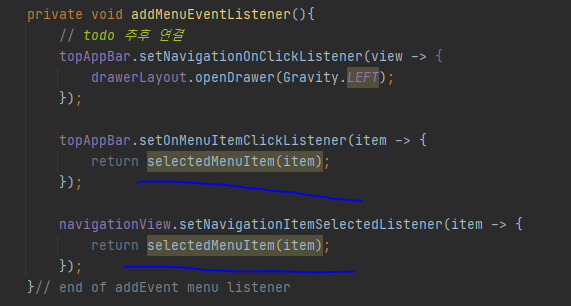 private void addMenuEventListener(){
// todo 추후 연결
topAppBar.setNavigationOnClickListener(view -> {
drawerLayout.openDrawer(Gravity.LEFT);
});
topAppBar.setOnMenuItemClickListener(item -> {
return selectedMenuItem(item);
});
navigationView.setNavigationItemSelectedListener(item -> {
return selectedMenuItem(item);
});
}// end of addEvent menu listener